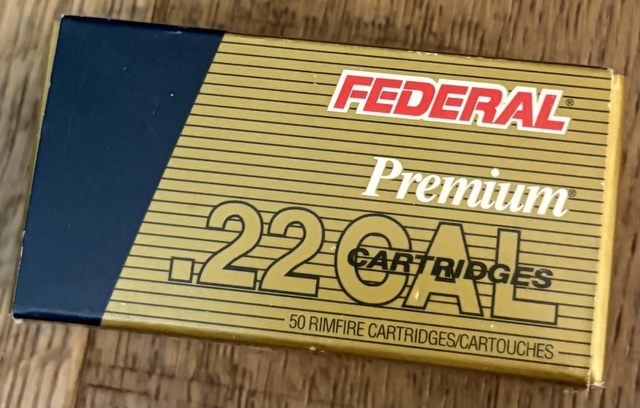 FEDERAL®
Premium®
.22 CAL
CARTRIDGES
50 RIMFIRE CARTRIDGES/CARTOUCHES